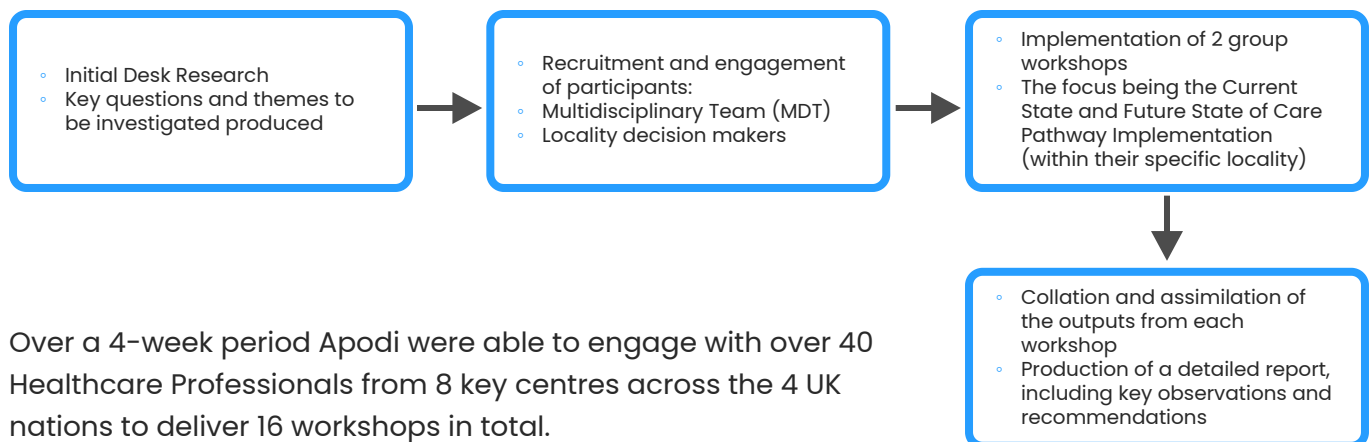 ◦ Initial Desk Research
◦ Key questions and themes to
be investigated produced
◦ Recruitment and engagement
of participants:
◦ Multidisciplinary Team (MDT)
◦ Locality decision makers
◦ Implementation of 2 group
workshops
◦ The focus being the Current
State and Future State of Care
Pathway Implementation
(within their specific locality)
◦ Collation and assimilation of
the outputs from each
workshop
◦ Production of a detailed report,
including key observations and
recommendations
Over a 4-week period Apodi were able to engage with over 40
Healthcare Professionals from 8 key centres across the 4 UK
nations to deliver 16 workshops in total.